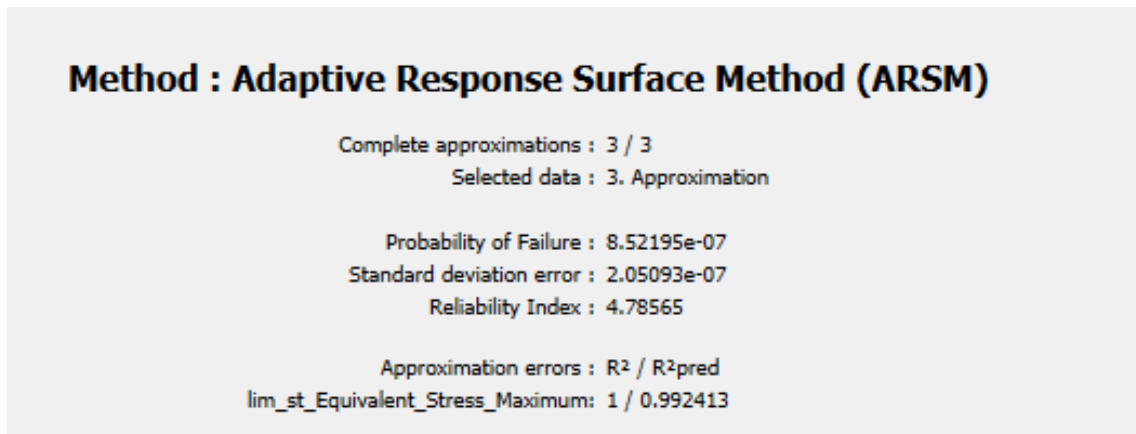 Method : Adaptive Response Surface Method (ARSM)
Complete approximations : 3 / 3
Selected data : 3. Approximation
Probability of Failure : 8.52195e-07
Standard deviation error : 2.05093e-07
Reliability Index : 4.78565
Approximation errors : R² / R²pred
lim_st_Equivalent_Stress_Maximum: 1 / 0.992413